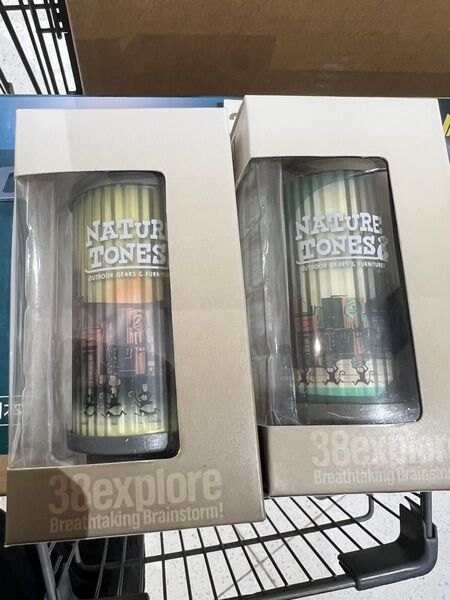 NATURE
TONES
OUTDOOR GEARS & FURNITURE
38explore
Breathtaking Brainstorm!
NATURE
TONES
OUTDOOR GEARS & FURNITURE
38explore
Breathtaking Brainstorm!